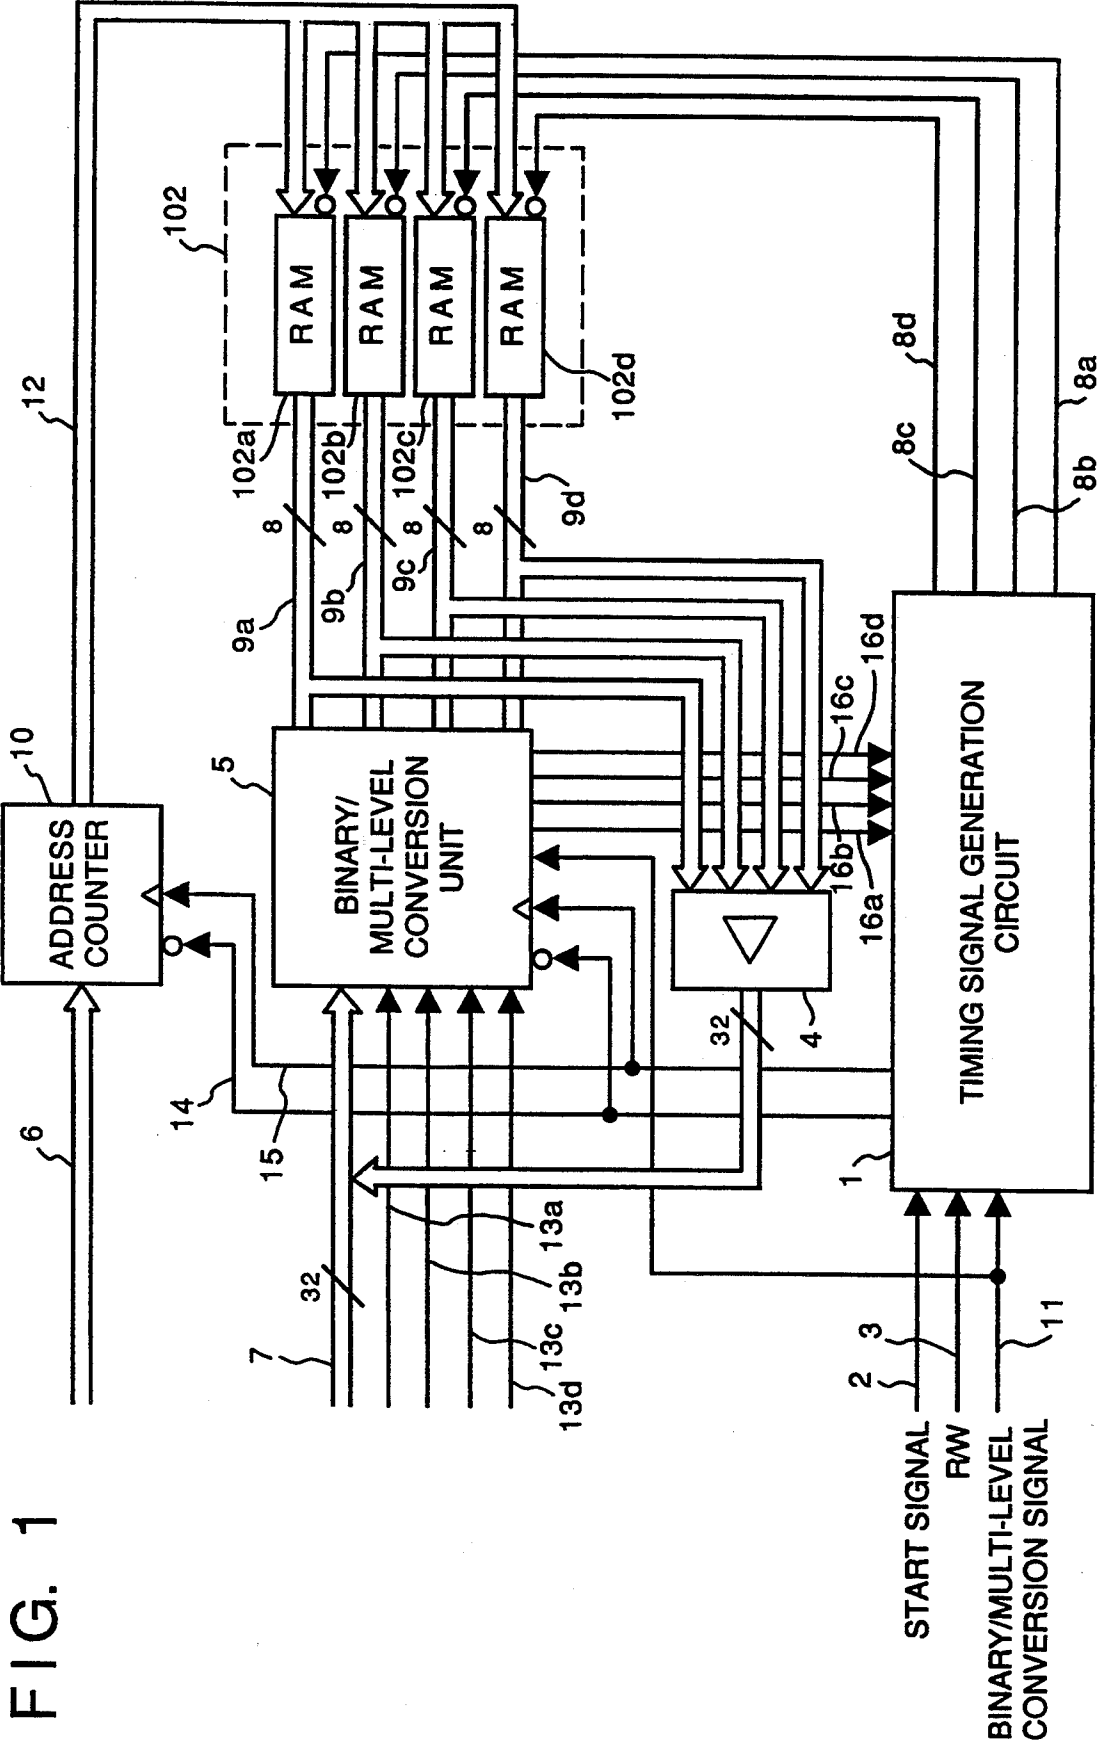 FIG. 1
6
10
ADDRESS
COUNTER
12
14
15
7
32
5
BINARY/
MULTI-LEVEL
CONVERSION
UNIT
13a
13b
13c
13d
9a
9b
9c
9d
8
8
8
8
102a
102b
102c
102d
102
RAM
RAM
RAM
RAM
32
4
16a
16b
16c
16d
START SIGNAL
2
R/W
3
BINARY/MULTI-LEVEL
CONVERSION SIGNAL
11
1
TIMING SIGNAL GENERATION
CIRCUIT
8d
8c
8b
8a